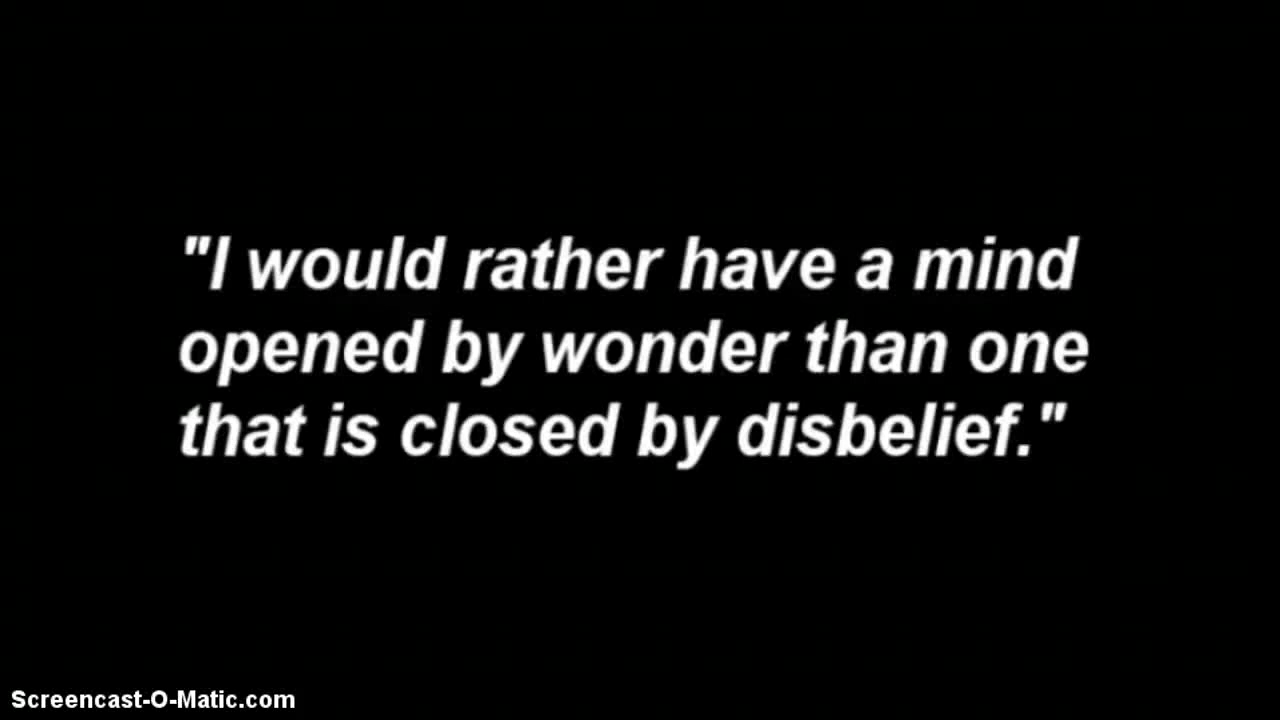 "I would rather have a mind
opened by wonder than one
that is closed by disbelief."
Screencast-O-Matic.com